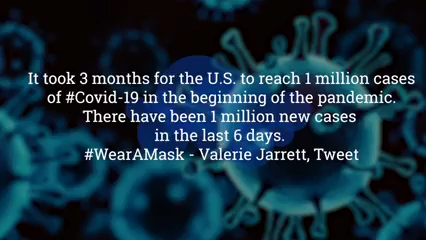 It took 3 months for the U.S. to reach 1 million cases
of #Covid-19 in the beginning of the pandemic.
There have been 1 million new cases
in the last 6 days.
#WearAMask - Valerie Jarrett, Tweet